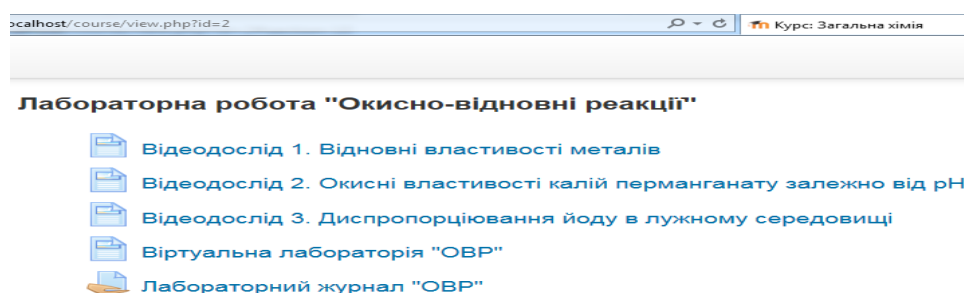 ocalhost/course/view.php?id=2
Курс: Загальна хімія
Лабораторна робота "Окисно-відновні реакції"
Відеодослід 1. Відновні властивості металів
Відеодослід 2. Окисні властивості калій перманганату залежно від pH
Відеодослід 3. Диспропорціювання йоду в лужному середовищі
Віртуальна лабораторія "ОВР"
Лабораторний журнал "ОВР"